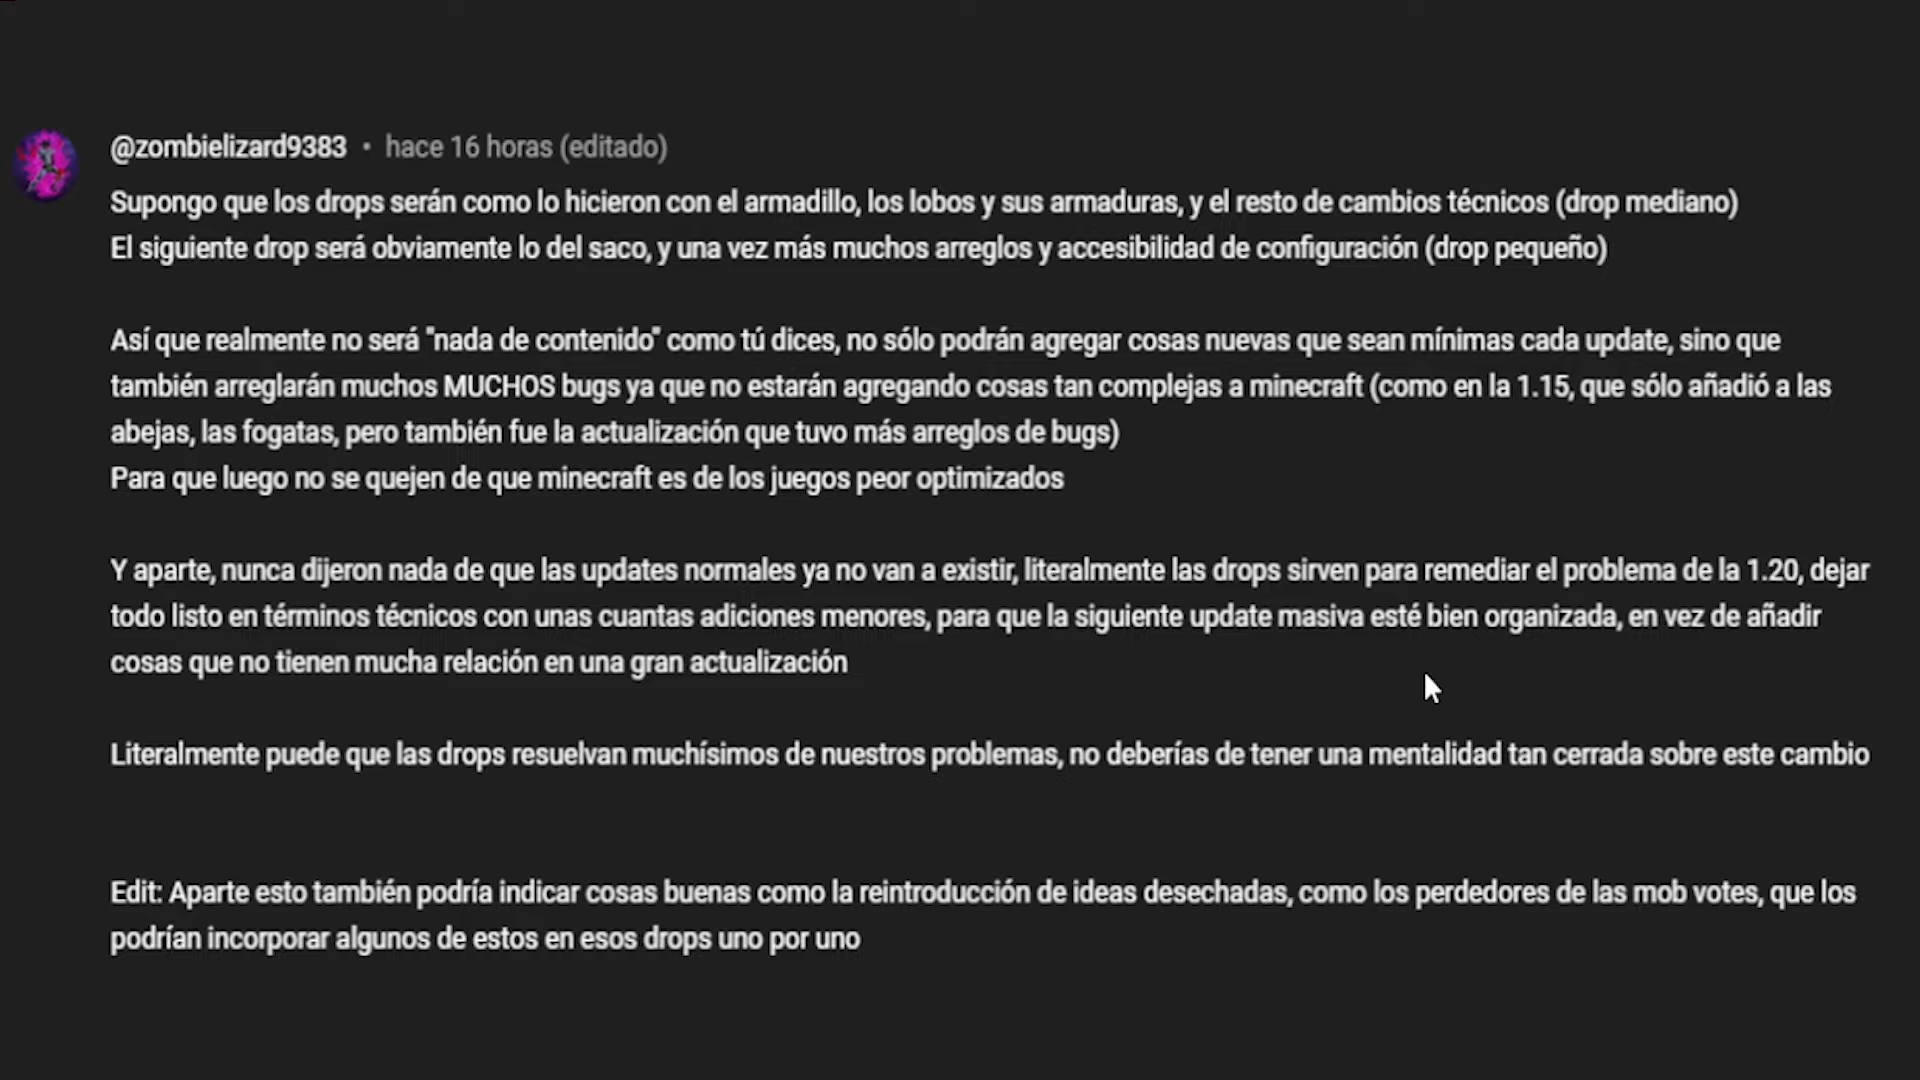 @zombielizard9383 • hace 16 horas (editado)
Supongo que los drops serán como lo hicieron con el armadillo, los lobos y sus armaduras, y el resto de cambios técnicos (drop mediano)
El siguiente drop será obviamente lo del saco, y una vez más muchos arreglos y accesibilidad de configuración (drop pequeño)
Así que realmente no será "nada de contenido" como tú dices, no sólo podrán agregar cosas nuevas que sean mínimas cada update, sino que
también arreglarán muchos MUCHOS bugs ya que no estarán agregando cosas tan complejas a minecraft (como en la 1.15, que sólo añadió a las
abejas, las fogatas, pero también fue la actualización que tuvo más arreglos de bugs)
Para que luego no se quejen de que minecraft es de los juegos peor optimizados
Y aparte, nunca dijeron nada de que las updates normales ya no van a existir, literalmente las drops sirven para remediar el problema de la 1.20, dejar
todo listo en términos técnicos con unas cuantas adiciones menores, para que la siguiente update masiva esté bien organizada, en vez de añadir
cosas que no tienen mucha relación en una gran actualización
Literalmente puede que las drops resuelvan muchísimos de nuestros problemas, no deberías de tener una mentalidad tan cerrada sobre este cambio
Edit: Aparte esto también podría indicar cosas buenas como la reintroducción de ideas desechadas, como los perdedores de las mob votes, que los
podrían incorporar algunos de estos en esos drops uno por uno